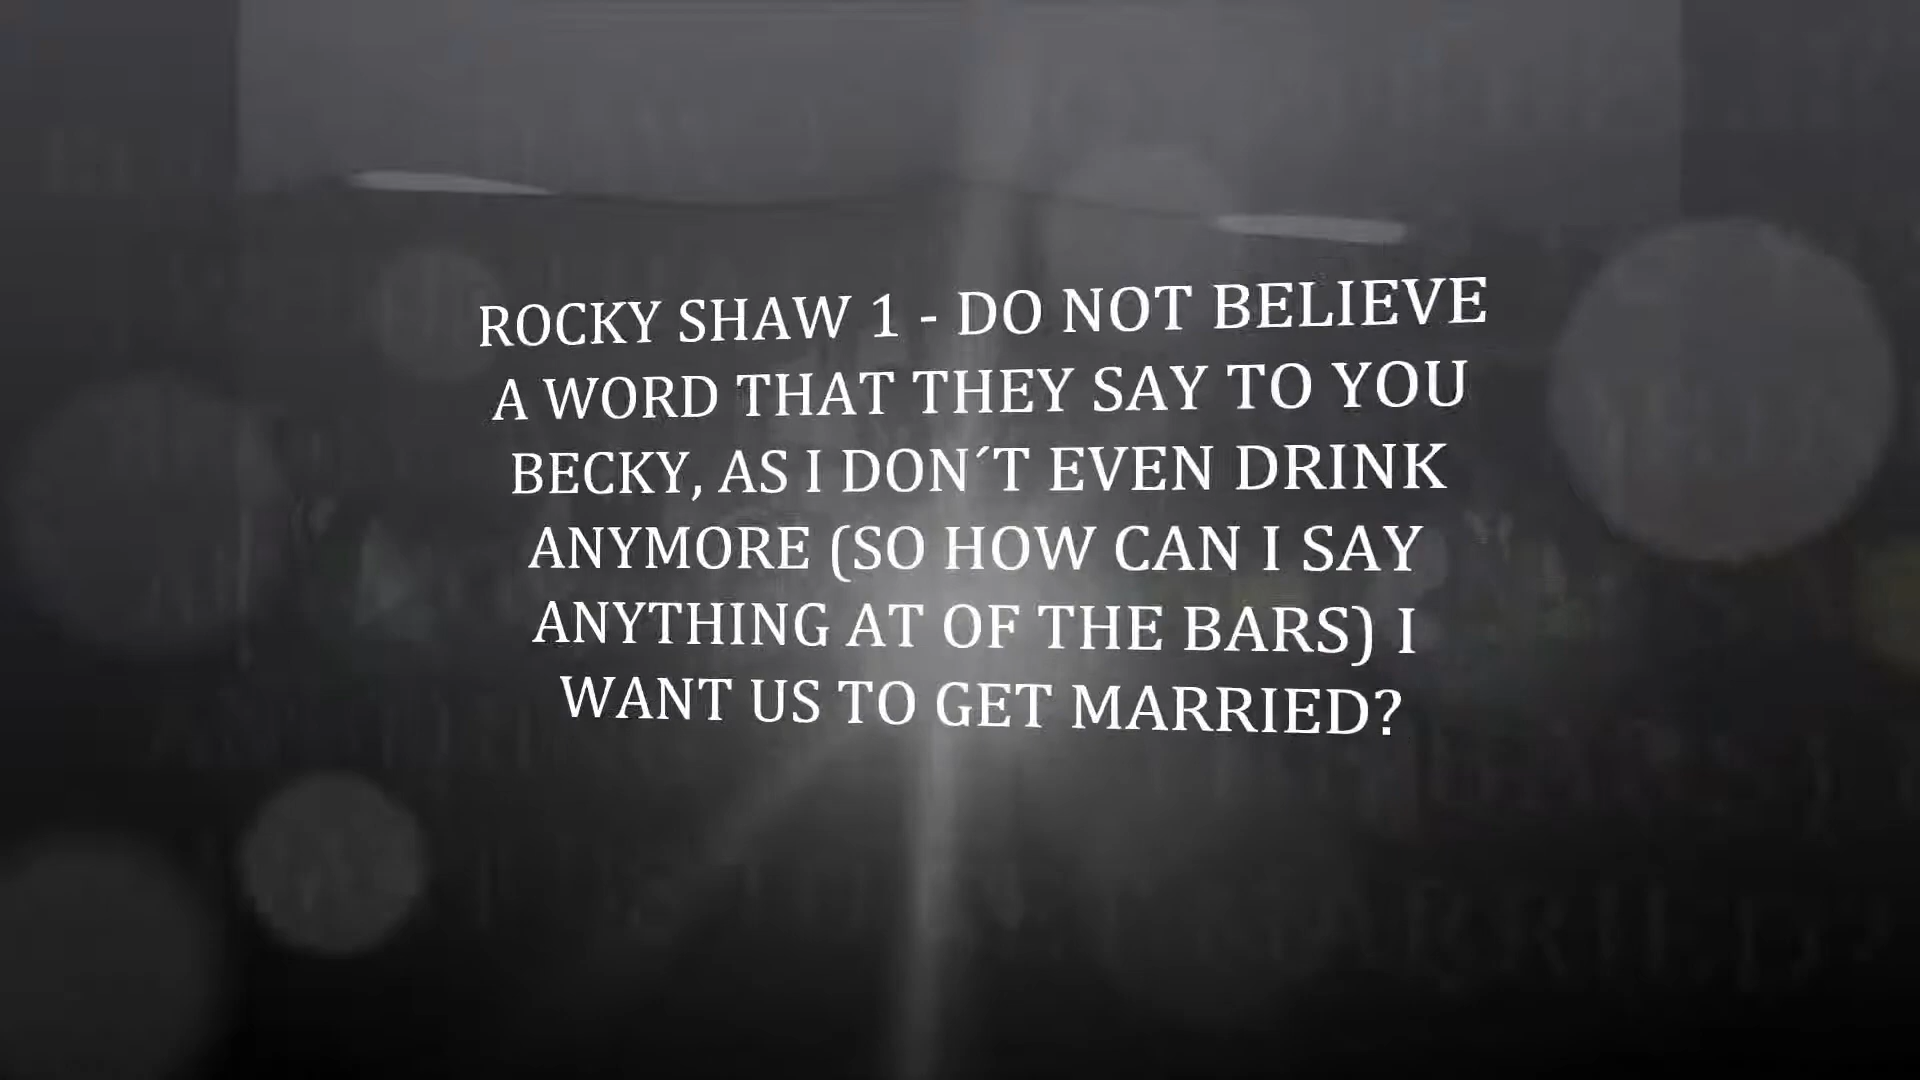 ROCKY SHAW 1 - DO NOT BELIEVE
A WORD THAT THEY SAY TO YOU
BECKY, AS I DON´T EVEN DRINK
ANYMORE (SO HOW CAN I SAY
ANYTHING AT OF THE BARS) I
WANT US TO GET MARRIED?